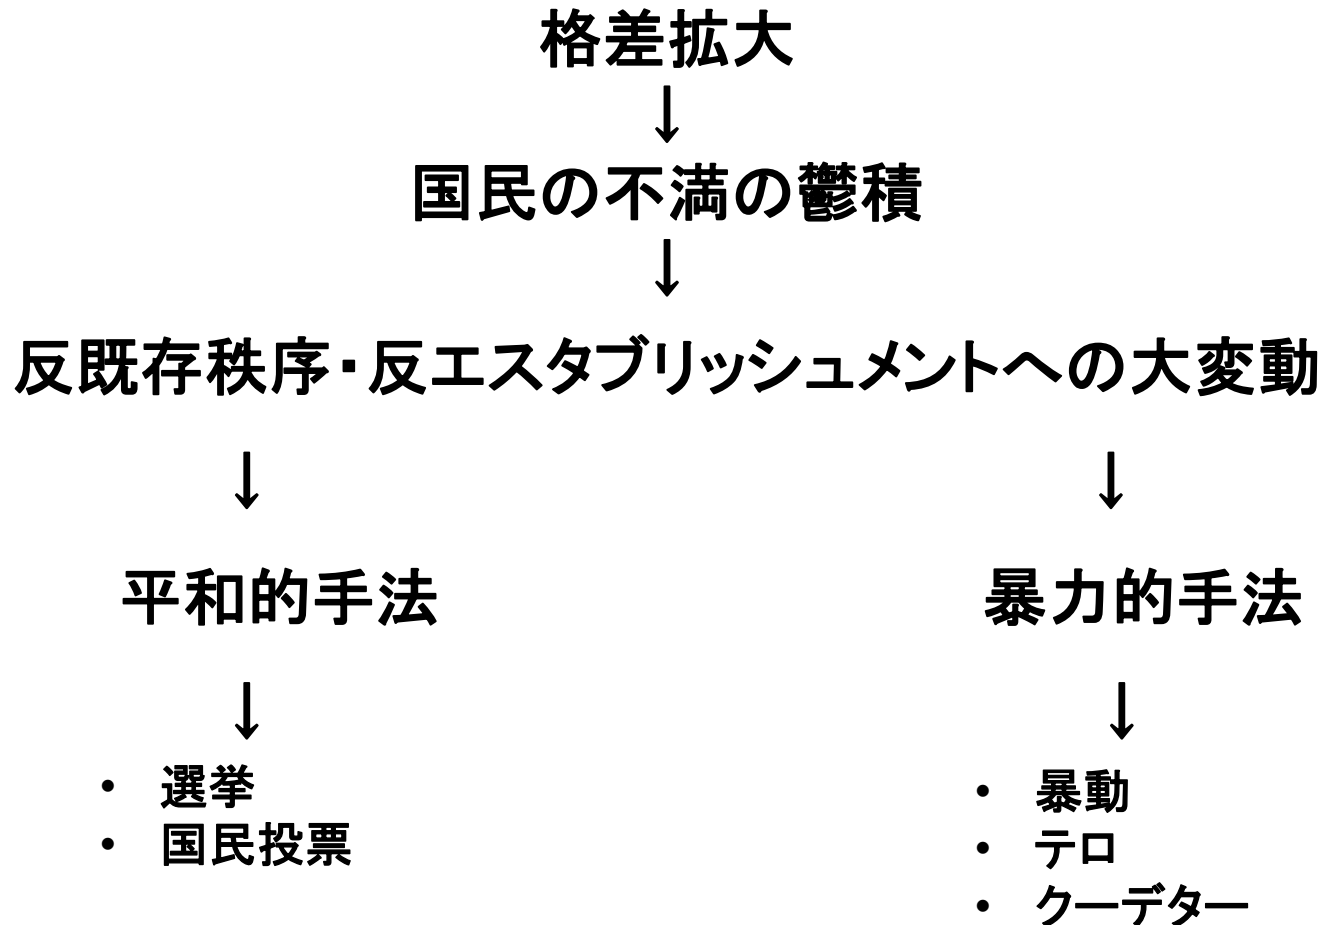 格差拡大
↓
国民の不満の鬱積
↓
反既存秩序・反エスタブリッシュメントへの大変動
↓ ↓
平和的手法 暴力的手法
↓ ↓
• 選挙
• 国民投票
• 暴動
• テロ
• クーデター